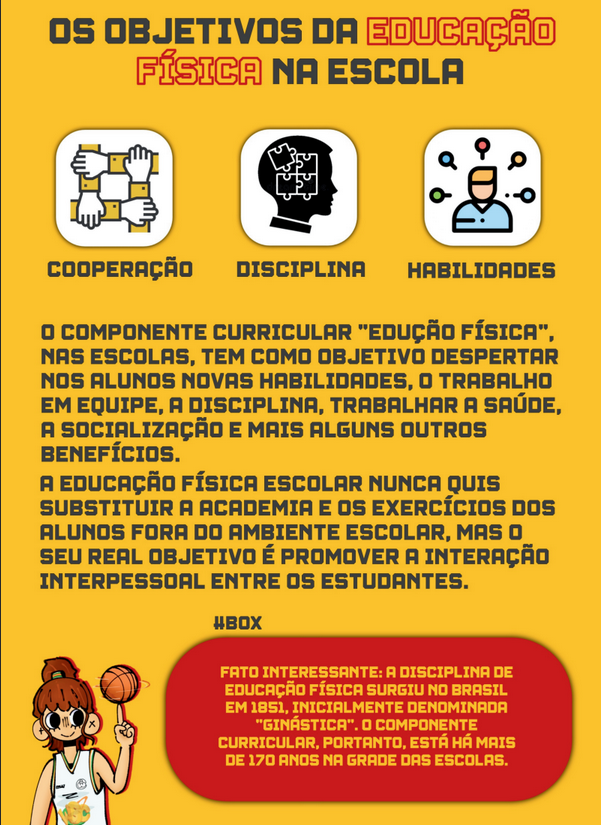 OS OBJETIVOS DA EDUCAÇÃO
FÍSICA NA ESCOLA
COOPERAÇÃO
DISCIPLINA
HABILIDADES
O COMPONENTE CURRICULAR "EDUÇÃO FÍSICA",
NAS ESCOLAS, TEM COMO OBJETIVO DESPERTAR
NOS ALUNOS NOVAS HABILIDADES, O TRABALHO
EM EQUIPE, A DISCIPLINA, TRABALHAR A SAÚDE,
A SOCIALIZAÇÃO E MAIS ALGUNS OUTROS
BENEFÍCIOS.
A EDUCAÇÃO FÍSICA ESCOLAR NUNCA QUIS
SUBSTITUIR A ACADEMIA E OS EXERCÍCIOS DOS
ALUNOS FORA DO AMBIENTE ESCOLAR, MAS O
SEU REAL OBJETIVO É PROMOVER A INTERAÇÃO
INTERPESSOAL ENTRE OS ESTUDANTES.
#BOX
FATO INTERESSANTE: A DISCIPLINA DE
EDUCAÇÃO FÍSICA SURGIU NO BRASIL
EM 1851, INICIALMENTE DENOMINADA
"GINÁSTICA". O COMPONENTE
CURRICULAR, PORTANTO, ESTÁ HÁ MAIS
DE 170 ANOS NA GRADE DAS ESCOLAS.